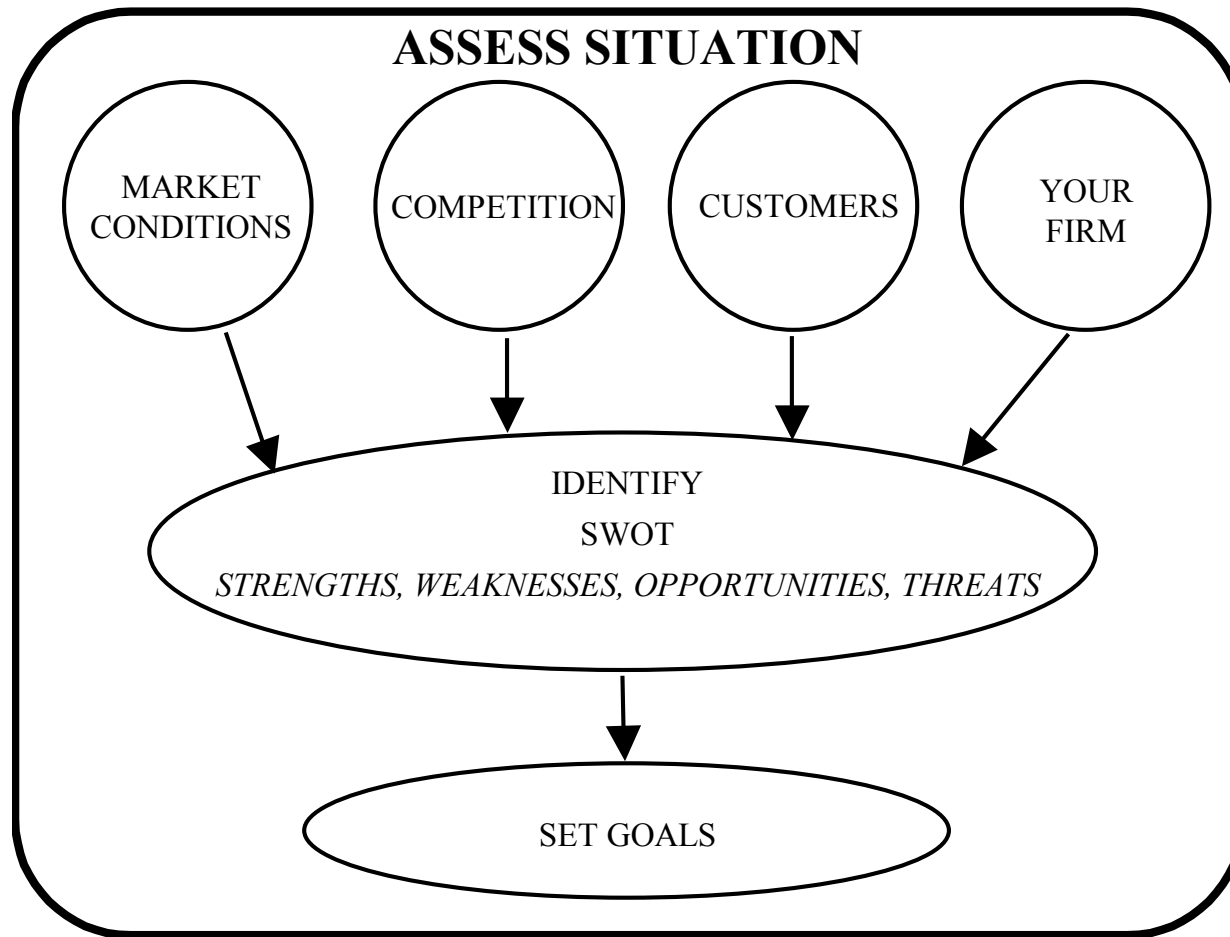 ASSESS SITUATION
MARKET
CONDITIONS
COMPETITION
CUSTOMERS
YOUR
FIRM
IDENTIFY
SWOT
STRENGTHS, WEAKNESSES, OPPORTUNITIES, THREATS
SET GOALS